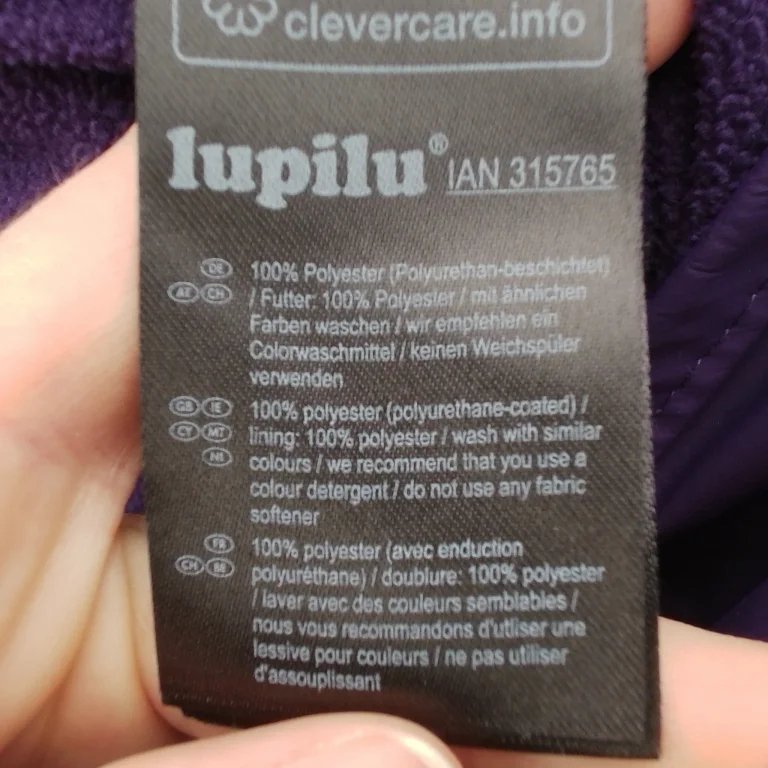 clevercare.info
lupilu® IAN 315765
DE 100% Polyester (Polyurethan-beschichtet)
AT CH / Futter: 100% Polyester / mit ähnlichen
Farben waschen / wir empfehlen ein
Colorwaschmittel / keinen Weichspüler
verwenden
GB IE 100% polyester (polyurethane-coated) /
CY MT lining: 100% polyester / wash with similar
NI colours / we recommend that you use a
colour detergent / do not use any fabric
softener
FR 100% polyester (avec enduction
CH BE polyuréthane) / doublure: 100% polyester
/ laver avec des couleurs semblables /
nous vous recommandons d'utliser une
lessive pour couleurs / ne pas utiliser
d'assouplissant